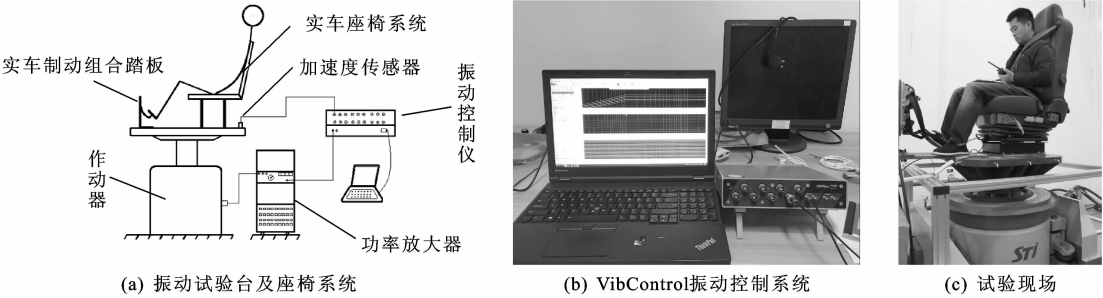 实车座椅系统
实车制动组合踏板
加速度传感器
振动控制仪
作动器
功率放大器
(a) 振动试验台及座椅系统
ThinkPad
(b) VibControl振动控制系统
STI
(c) 试验现场